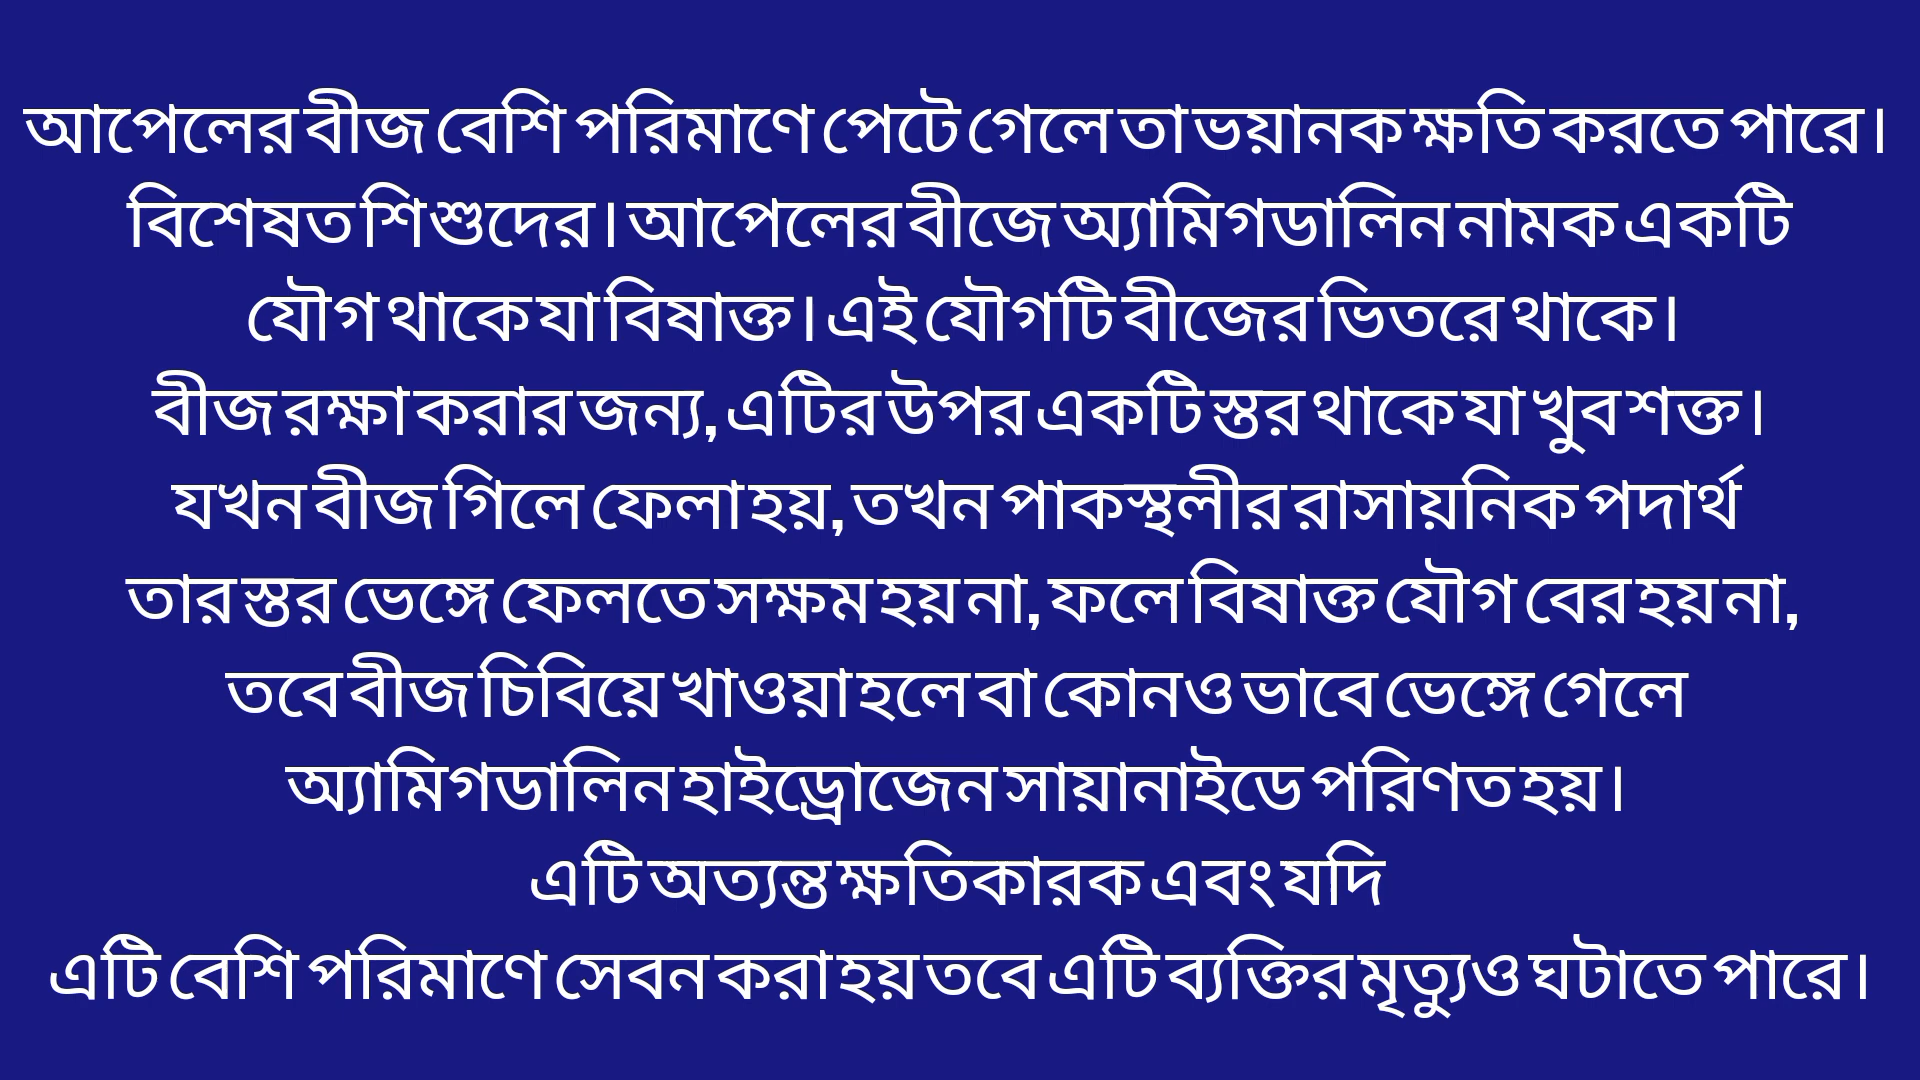 আপেলের বীজ বেশি পরিমাণে পেটে গেলে তা ভয়ানক ক্ষতি করতে পারে।
বিশেষত শিশুদের। আপেলের বীজে অ্যামিগডালিন নামক একটি
যৌগ থাকে যা বিষাক্ত। এই যৌগটি বীজের ভিতরে থাকে।
বীজ রক্ষা করার জন্য, এটির উপর একটি স্তর থাকে যা খুব শক্ত।
যখন বীজ গিলে ফেলা হয়, তখন পাকস্থলীর রাসায়নিক পদার্থ
তার স্তর ভেঙ্গে ফেলতে সক্ষম হয় না, ফলে বিষাক্ত যৌগ বের হয় না,
তবে বীজ চিবিয়ে খাওয়া হলে বা কোনও ভাবে ভেঙ্গে গেলে
অ্যামিগডালিন হাইড্রোজেন সায়ানাইডে পরিণত হয়।
এটি অত্যন্ত ক্ষতিকারক এবং যদি
এটি বেশি পরিমাণে সেবন করা হয় তবে এটি ব্যক্তির মৃত্যুও ঘটাতে পারে।